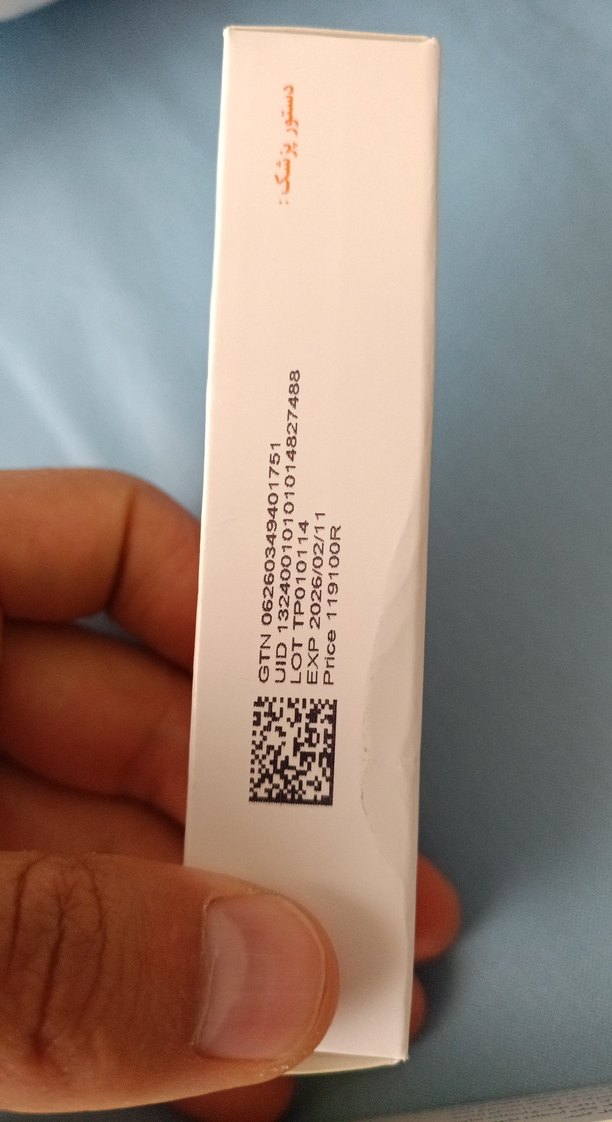 دستور پزشک :
GTN 06260349401751
UID 13240010101014827488
LOT TP010114
EXP 2026/02/11
Price 119100R